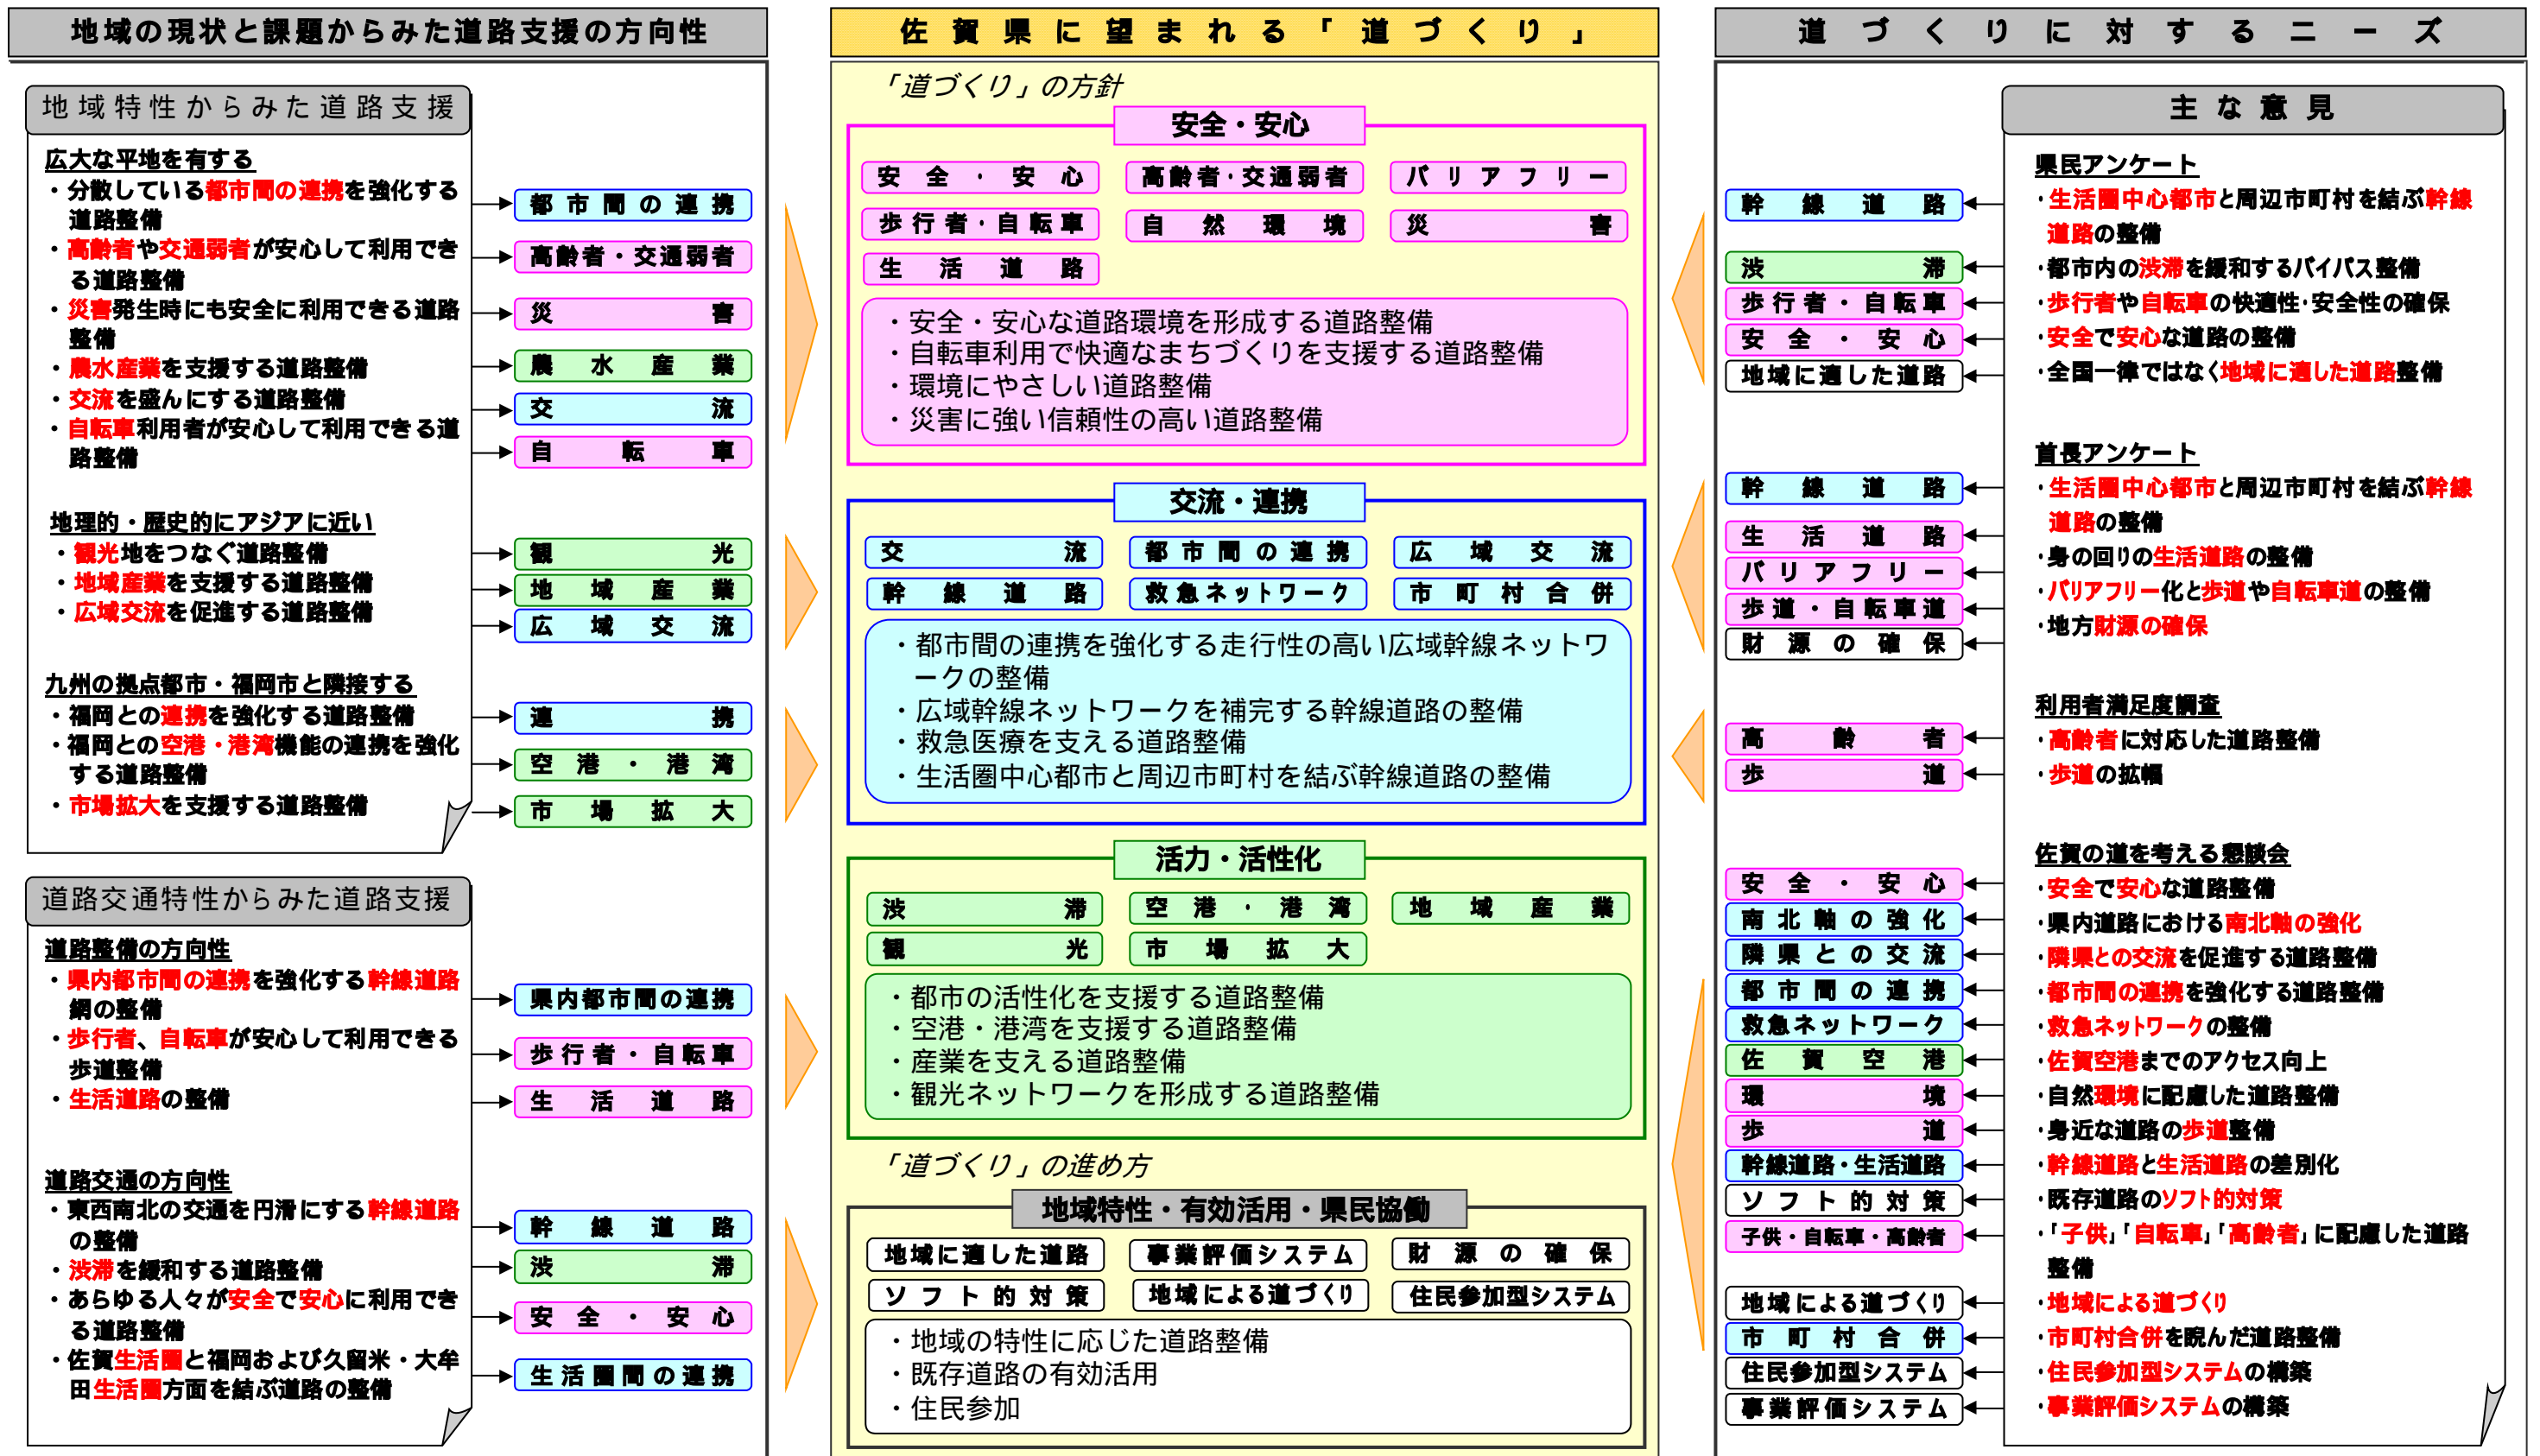 地域の現状と課題からみた道路支援の方向性
地域特性からみた道路支援
広大な平地を有する
・分散している都市間の連携を強化する
道路整備
・高齢者や交通弱者が安心して利用でき
る道路整備
・災害発生時にも安全に利用できる道路
整備
・農水産業を支援する道路整備
・交流を盛んにする道路整備
・自転車利用者が安心して利用できる道
路整備
都市間の連携
高齢者・交通弱者
災害
農水産業
交流
自転車
地理的・歴史的にアジアに近い
・観光地をつなぐ道路整備
・地域産業を支援する道路整備
・広域交流を促進する道路整備
観光
地域産業
広域交流
九州の拠点都市・福岡市と隣接する
・福岡との連携を強化する道路整備
・福岡との空港・港湾機能の連携を強化
する道路整備
・市場拡大を支援する道路整備
連携
空港・港湾
市場拡大
道路交通特性からみた道路支援
道路整備の方向性
・県内都市間の連携を強化する幹線道路
網の整備
・歩行者、自転車が安心して利用できる
歩道整備
・生活道路の整備
県内都市間の連携
歩行者・自転車
生活道路
道路交通の方向性
・東西南北の交通を円滑にする幹線道路
の整備
・渋滞を緩和する道路整備
・あらゆる人々が安全で安心に利用でき
る道路整備
・佐賀生活圏と福岡および久留米・大牟
田生活圏方面を結ぶ道路の整備
幹線道路
渋滞
安全・安心
生活圏間の連携
佐賀県に望まれる「道づくり」
「道づくり」の方針
安全・安心
安全・安心 高齢者・交通弱者 バリアフリー
歩行者・自転車 自然環境 災害
生活道路
・安全・安心な道路環境を形成する道路整備
・自転車利用で快適なまちづくりを支援する道路整備
・環境にやさしい道路整備
・災害に強い信頼性の高い道路整備
交流・連携
交流 都市間の連携 広域交流
幹線道路 救急ネットワーク 市町村合併
・都市間の連携を強化する走行性の高い広域幹線ネットワ
ークの整備
・広域幹線ネットワークを補完する幹線道路の整備
・救急医療を支える道路整備
・生活圏中心都市と周辺市町村を結ぶ幹線道路の整備
活力・活性化
渋滞 空港・港湾 地域産業
観光 市場拡大
・都市の活性化を支援する道路整備
・空港・港湾を支援する道路整備
・産業を支える道路整備
・観光ネットワークを形成する道路整備
「道づくり」の進め方
地域特性・有効活用・県民協働
地域に適した道路 事業評価システム 財源の確保
ソフト的対策 地域による道づくり 住民参加型システム
・地域の特性に応じた道路整備
・既存道路の有効活用
・住民参加
道づくりに対するニーズ
主な意見
県民アンケート
・生活圏中心都市と周辺市町村を結ぶ幹線
道路の整備
・都市内の渋滞を緩和するバイパス整備
・歩行者や自転車の快適性・安全性の確保
・安全で安心な道路の整備
・全国一律ではなく地域に適した道路整備
幹線道路
渋滞
歩行者・自転車
安全・安心
地域に適した道路
首長アンケート
・生活圏中心都市と周辺市町村を結ぶ幹線
道路の整備
・身の回りの生活道路の整備
・バリアフリー化と歩道や自転車道の整備
・地方財源の確保
幹線道路
生活道路
バリアフリー
歩道・自転車道
財源の確保
利用者満足度調査
・高齢者に対応した道路整備
・歩道の拡幅
高齢者
歩道
佐賀の道を考える懇談会
・安全で安心な道路整備
・県内道路における南北軸の強化
・隣県との交流を促進する道路整備
・都市間の連携を強化する道路整備
・救急ネットワークの整備
・佐賀空港までのアクセス向上
・自然環境に配慮した道路整備
・身近な道路の歩道整備
・幹線道路と生活道路の差別化
・既存道路のソフト的対策
・「子供」「自転車」「高齢者」に配慮した道路
整備
・地域による道づくり
・市町村合併を睨んだ道路整備
・住民参加型システムの構築
・事業評価システムの構築
安全・安心
南北軸の強化
隣県との交流
都市間の連携
救急ネットワーク
佐賀空港
環境
歩道
幹線道路・生活道路
ソフト的対策
子供・自転車・高齢者
地域による道づくり
市町村合併
住民参加型システム
事業評価システム